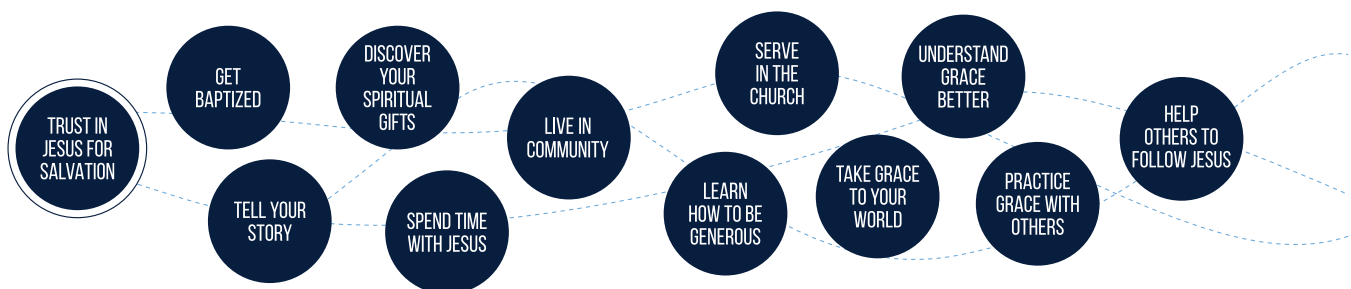 TRUST IN
JESUS FOR
SALVATION
GET
BAPTIZED
TELL YOUR
STORY
DISCOVER
YOUR
SPIRITUAL
GIFTS
SPEND TIME
WITH JESUS
LIVE IN
COMMUNITY
LEARN
HOW TO BE
GENEROUS
SERVE
IN THE
CHURCH
TAKE GRACE
TO YOUR
WORLD
UNDERSTAND
GRACE
BETTER
PRACTICE
GRACE WITH
OTHERS
HELP
OTHERS TO
FOLLOW JESUS